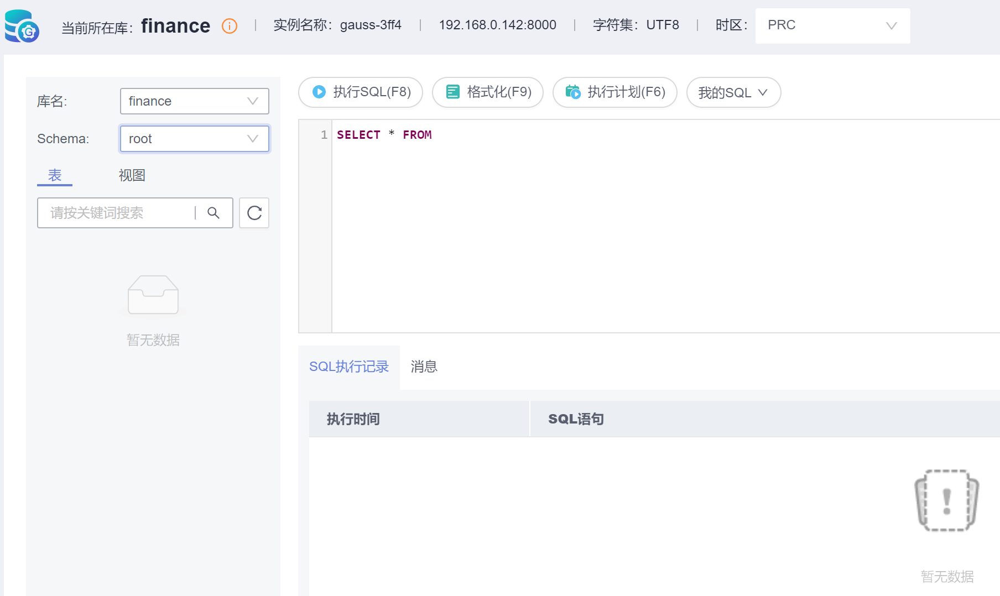 当前所在库: finance
实例名称: gauss-3ff4
192.168.0.142:8000
字符集: UTF8
时区: PRC
库名: finance
Schema: root
表 视图
请按关键词搜索
暂无数据
执行SQL(F8) 格式化(F9) 执行计划(F6) 我的SQL
1 SELECT * FROM
SQL执行记录 消息
执行时间 SQL语句
暂无数据